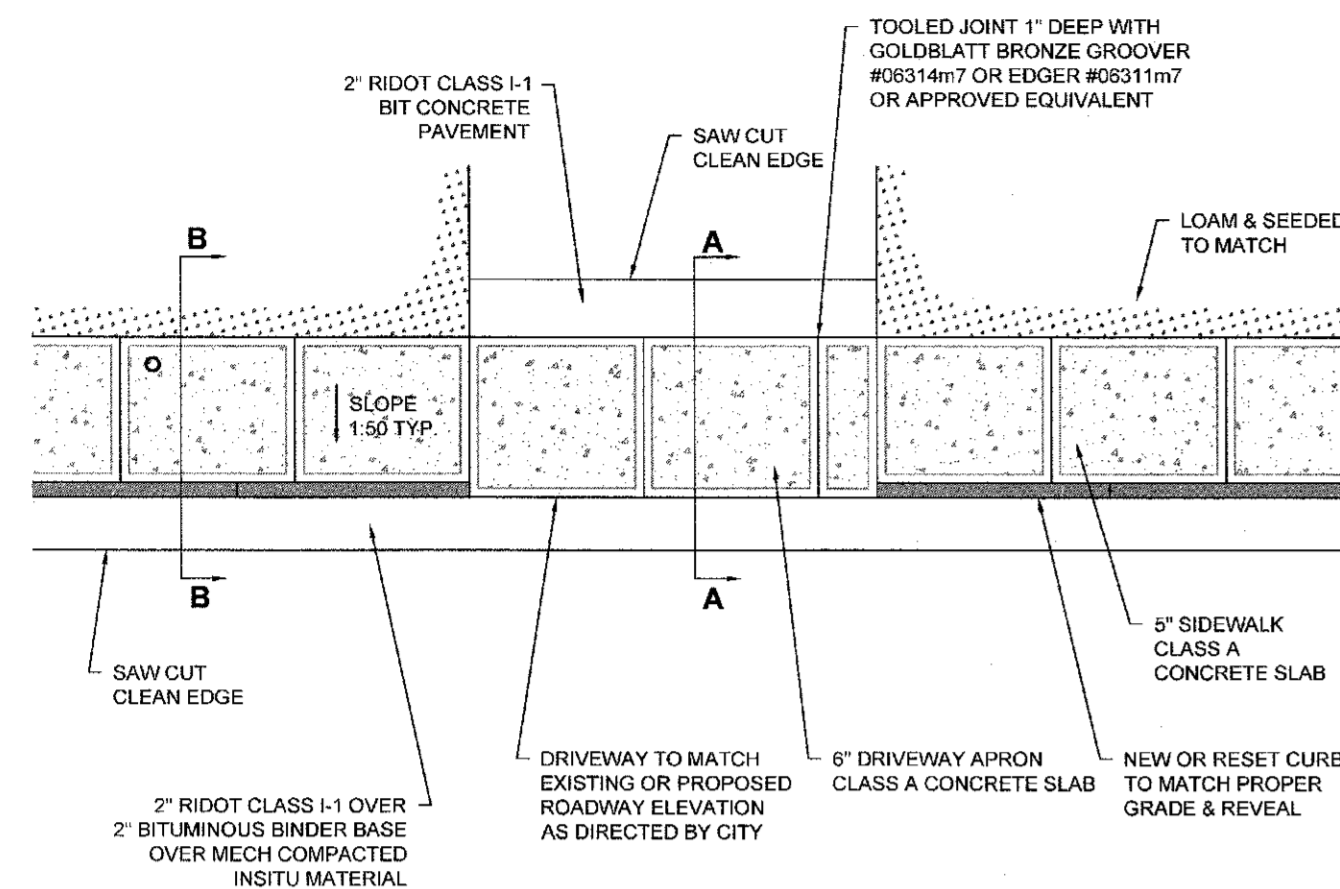 TOOLED JOINT 1" DEEP WITH
GOLDBLATT BRONZE GROOVER
#06314m7 OR EDGER #06311m7
OR APPROVED EQUIVALENT
2" RIDOT CLASS I-1
BIT CONCRETE
PAVEMENT
SAW CUT
CLEAN EDGE
LOAM & SEEDED
TO MATCH
B
A
SLOPE
1:50 TYP.
B
A
SAW CUT
CLEAN EDGE
5" SIDEWALK
CLASS A
CONCRETE SLAB
DRIVEWAY TO MATCH
EXISTING OR PROPOSED
ROADWAY ELEVATION
AS DIRECTED BY CITY
6" DRIVEWAY APRON
CLASS A CONCRETE SLAB
NEW OR RESET CURB
TO MATCH PROPER
GRADE & REVEAL
2" RIDOT CLASS I-1 OVER
2" BITUMINOUS BINDER BASE
OVER MECH COMPACTED
INSITU MATERIAL